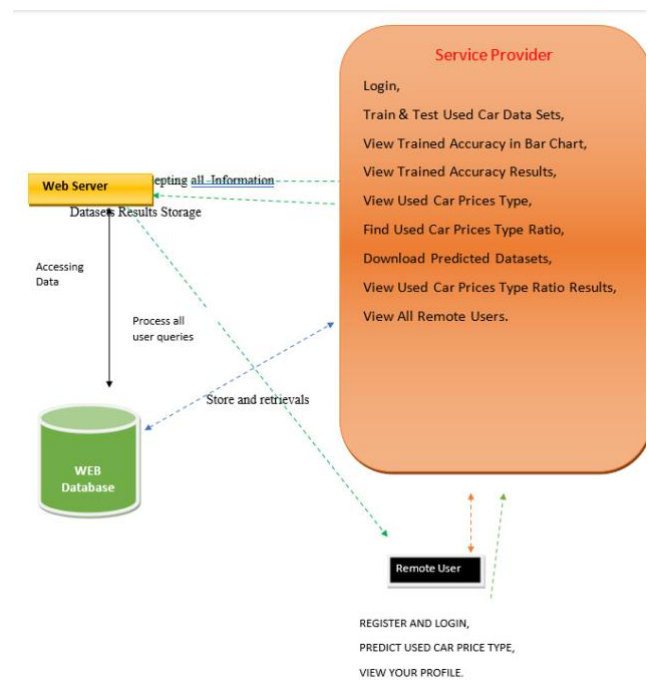 Service Provider
Login,
Train & Test Used Car Data Sets,
View Trained Accuracy in Bar Chart,
View Trained Accuracy Results,
View Used Car Prices Type,
Find Used Car Prices Type Ratio,
Download Predicted Datasets,
View Used Car Prices Type Ratio Results,
View All Remote Users.
Web Server
epting all Information
Datasets Results Storage
Accessing
Data
Process all
user queries
Store and retrievals
WEB
Database
Remote User
REGISTER AND LOGIN,
PREDICT USED CAR PRICE TYPE,
VIEW YOUR PROFILE.